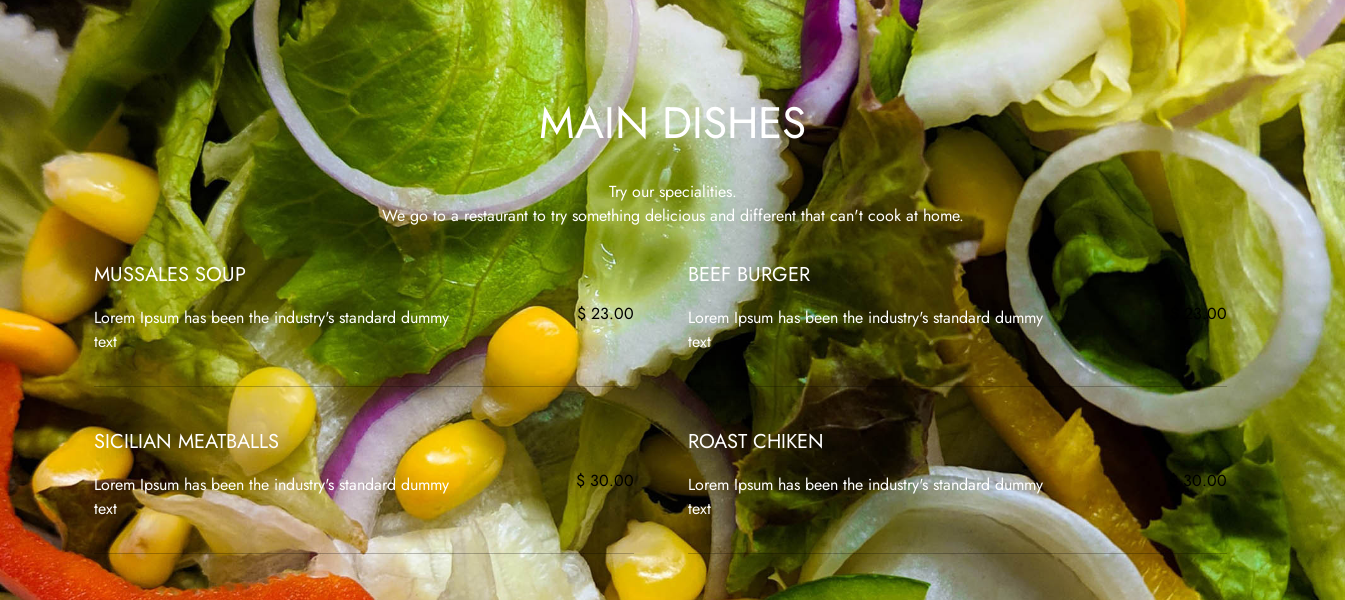 MAIN DISHES
Try our specialities.
We go to a restaurant to try something delicious and different that can't cook at home.
MUSSALES SOUP
Lorem Ipsum has been the industry's standard dummy
text
$ 23.00
BEEF BURGER
Lorem Ipsum has been the industry's standard dummy
text
23.00
SICILIAN MEATBALLS
Lorem Ipsum has been the industry's standard dummy
text
$ 30.00
ROAST CHIKEN
Lorem Ipsum has been the industry's standard dummy
text
30.00